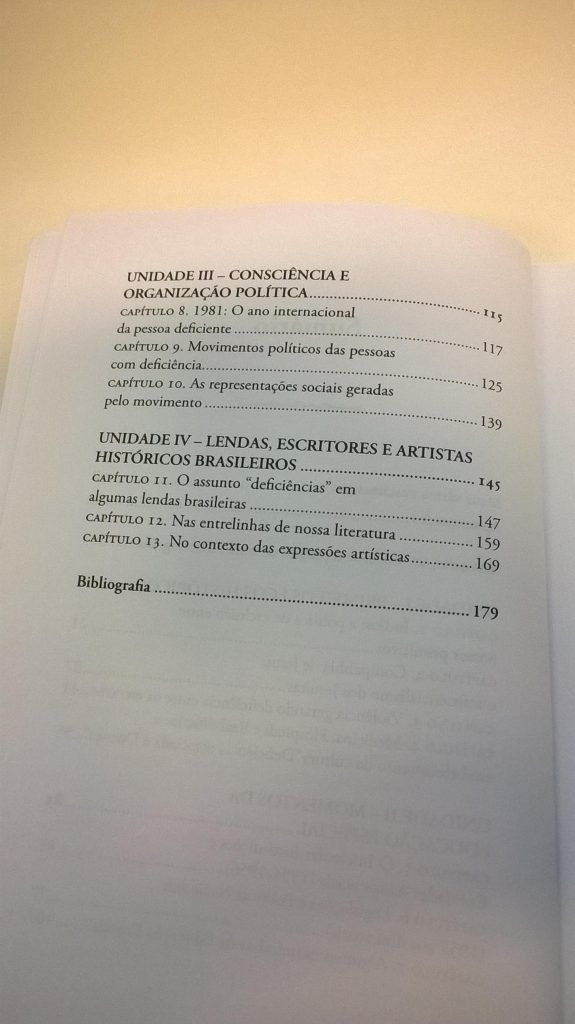 UNIDADE III – CONSCIÊNCIA E
ORGANIZAÇÃO POLÍTICA.................................................. 115
CAPÍTULO 8. 1981: O ano internacional
da pessoa deficiente .................................................. 117
CAPÍTULO 9. Movimentos políticos das pessoas
com deficiência.................................................. 125
CAPÍTULO 10. As representações sociais geradas
pelo movimento .................................................. 139
UNIDADE IV – LENDAS, ESCRITORES E ARTISTAS
HISTÓRICOS BRASILEIROS .................................. 145
CAPÍTULO 11. O assunto “deficiências” em
algumas lendas brasileiras ............................................ 147
CAPÍTULO 12. Nas entrelinhas de nossa literatura ............... 159
CAPÍTULO 13. No contexto das expressões artísticas............. 169
Bibliografia .................................................................. 179